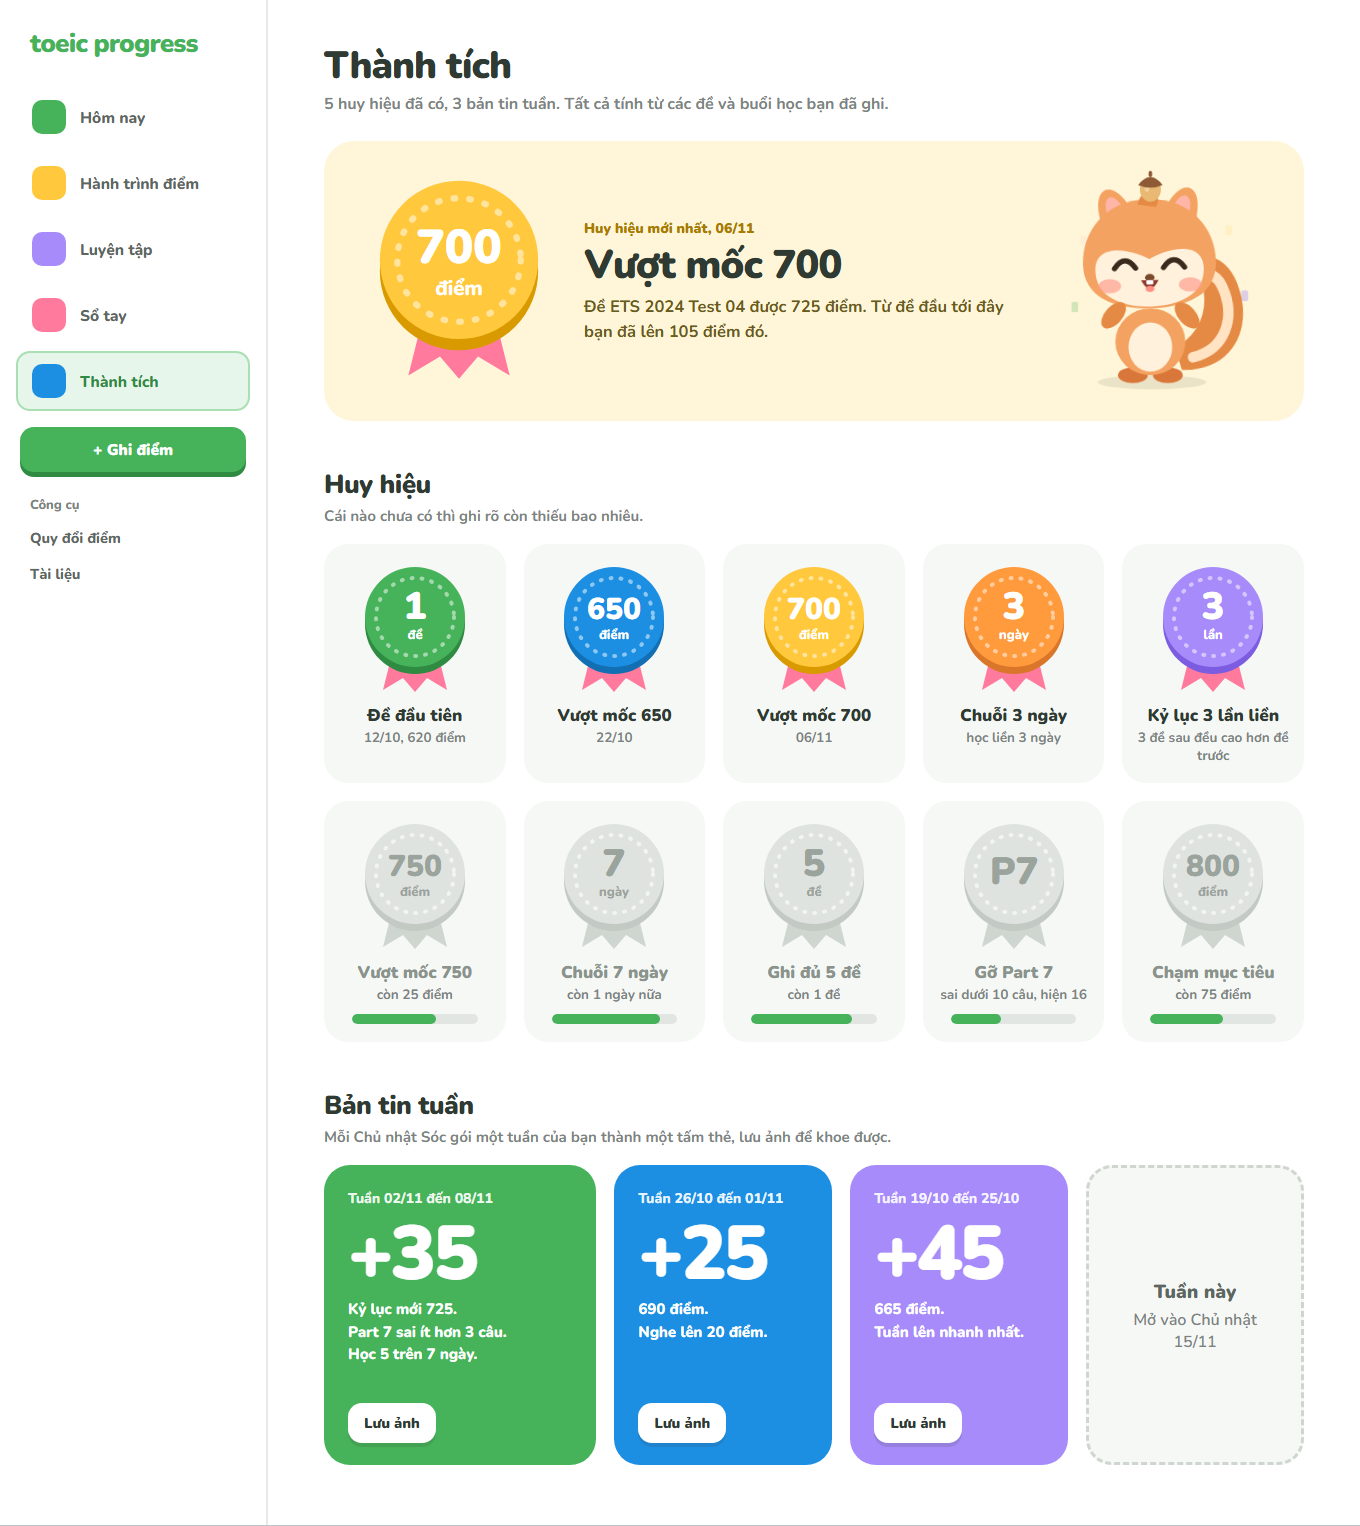 toeic progress
Hôm nay
Hành trình điểm
Luyện tập
Sổ tay
Thành tích
+ Ghi điểm
Công cụ
Quy đổi điểm
Tài liệu
Thành tích
5 huy hiệu đã có, 3 bản tin tuần. Tất cả tính từ các đề và buổi học bạn đã ghi.
700
điểm
Huy hiệu mới nhất, 06/11
Vượt mốc 700
Đề ETS 2024 Test 04 được 725 điểm. Từ đề đầu tới đây
bạn đã lên 105 điểm đó.
Huy hiệu
Cái nào chưa có thì ghi rõ còn thiếu bao nhiêu.
1
đề
Đề đầu tiên
12/10, 620 điểm
650
điểm
Vượt mốc 650
22/10
700
điểm
Vượt mốc 700
06/11
3
ngày
Chuỗi 3 ngày
học liền 3 ngày
3
lần
Kỷ lục 3 lần liền
3 đề sau đều cao hơn đề
trước
750
điểm
Vượt mốc 750
còn 25 điểm
7
ngày
Chuỗi 7 ngày
còn 1 ngày nữa
5
đề
Ghi đủ 5 đề
còn 1 đề
P7
Gỡ Part 7
sai dưới 10 câu, hiện 16
800
điểm
Chạm mục tiêu
còn 75 điểm
Bản tin tuần
Mỗi Chủ nhật Sóc gói một tuần của bạn thành một tấm thẻ, lưu ảnh để khoe được.
Tuần 02/11 đến 08/11
+35
Kỷ lục mới 725.
Part 7 sai ít hơn 3 câu.
Học 5 trên 7 ngày.
Lưu ảnh
Tuần 26/10 đến 01/11
+25
690 điểm.
Nghe lên 20 điểm.
Lưu ảnh
Tuần 19/10 đến 25/10
+45
665 điểm.
Tuần lên nhanh nhất.
Lưu ảnh
Tuần này
Mở vào Chủ nhật
15/11